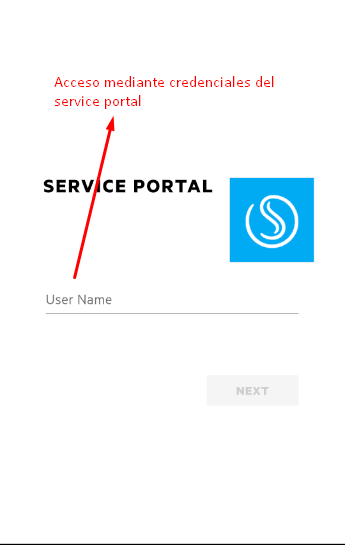 Acceso mediante credenciales del
service portal
SERVICE PORTAL
User Name
NEXT